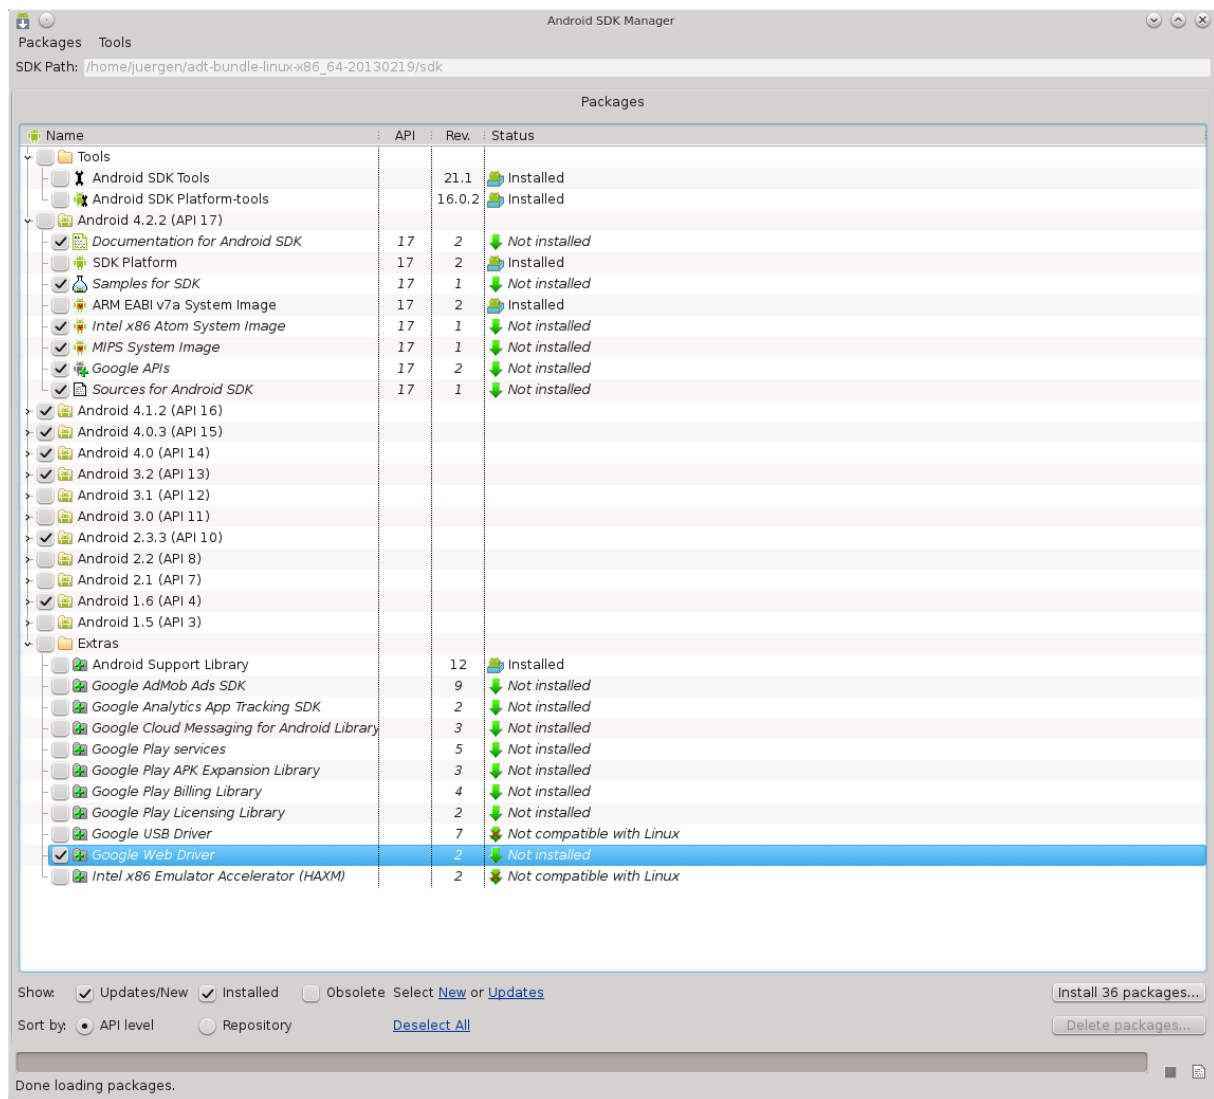 Android SDK Manager
Packages Tools
SDK Path: /home/juergen/adt-bundle-linux-x86_64-20130219/sdk
Packages
Name API Rev. Status
Tools
Android SDK Tools 21.1 Installed
Android SDK Platform-tools 16.0.2 Installed
Android 4.2.2 (API 17)
Documentation for Android SDK 17 2 Not installed
SDK Platform 17 2 Installed
Samples for SDK 17 1 Not installed
ARM EABI v7a System Image 17 2 Installed
Intel x86 Atom System Image 17 1 Not installed
MIPS System Image 17 1 Not installed
Google APIs 17 2 Not installed
Sources for Android SDK 17 1 Not installed
Android 4.1.2 (API 16)
Android 4.0.3 (API 15)
Android 4.0 (API 14)
Android 3.2 (API 13)
Android 3.1 (API 12)
Android 3.0 (API 11)
Android 2.3.3 (API 10)
Android 2.2 (API 8)
Android 2.1 (API 7)
Android 1.6 (API 4)
Android 1.5 (API 3)
Extras
Android Support Library 12 Installed
Google AdMob Ads SDK 9 Not installed
Google Analytics App Tracking SDK 2 Not installed
Google Cloud Messaging for Android Library 3 Not installed
Google Play services 5 Not installed
Google Play APK Expansion Library 3 Not installed
Google Play Billing Library 4 Not installed
Google Play Licensing Library 2 Not installed
Google USB Driver 7 Not compatible with Linux
Google Web Driver 2 Not installed
Intel x86 Emulator Accelerator (HAXM) 2 Not compatible with Linux
Show: Updates/New Installed Obsolete Select New or Updates Install 36 packages...
Sort by: API level Repository Deselect All Delete packages...
Done loading packages.